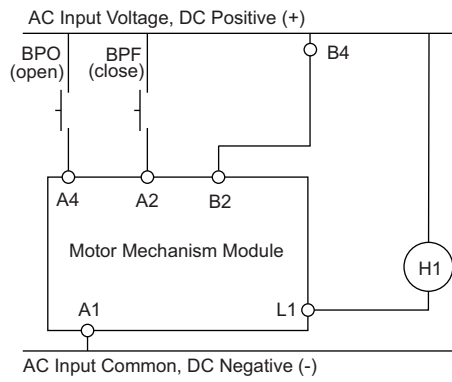 AC Input Voltage, DC Positive (+)
BPO
(open)
BPF
(close)
B4
A4
A2
B2
Motor Mechanism Module
H1
A1
L1
AC Input Common, DC Negative (-)